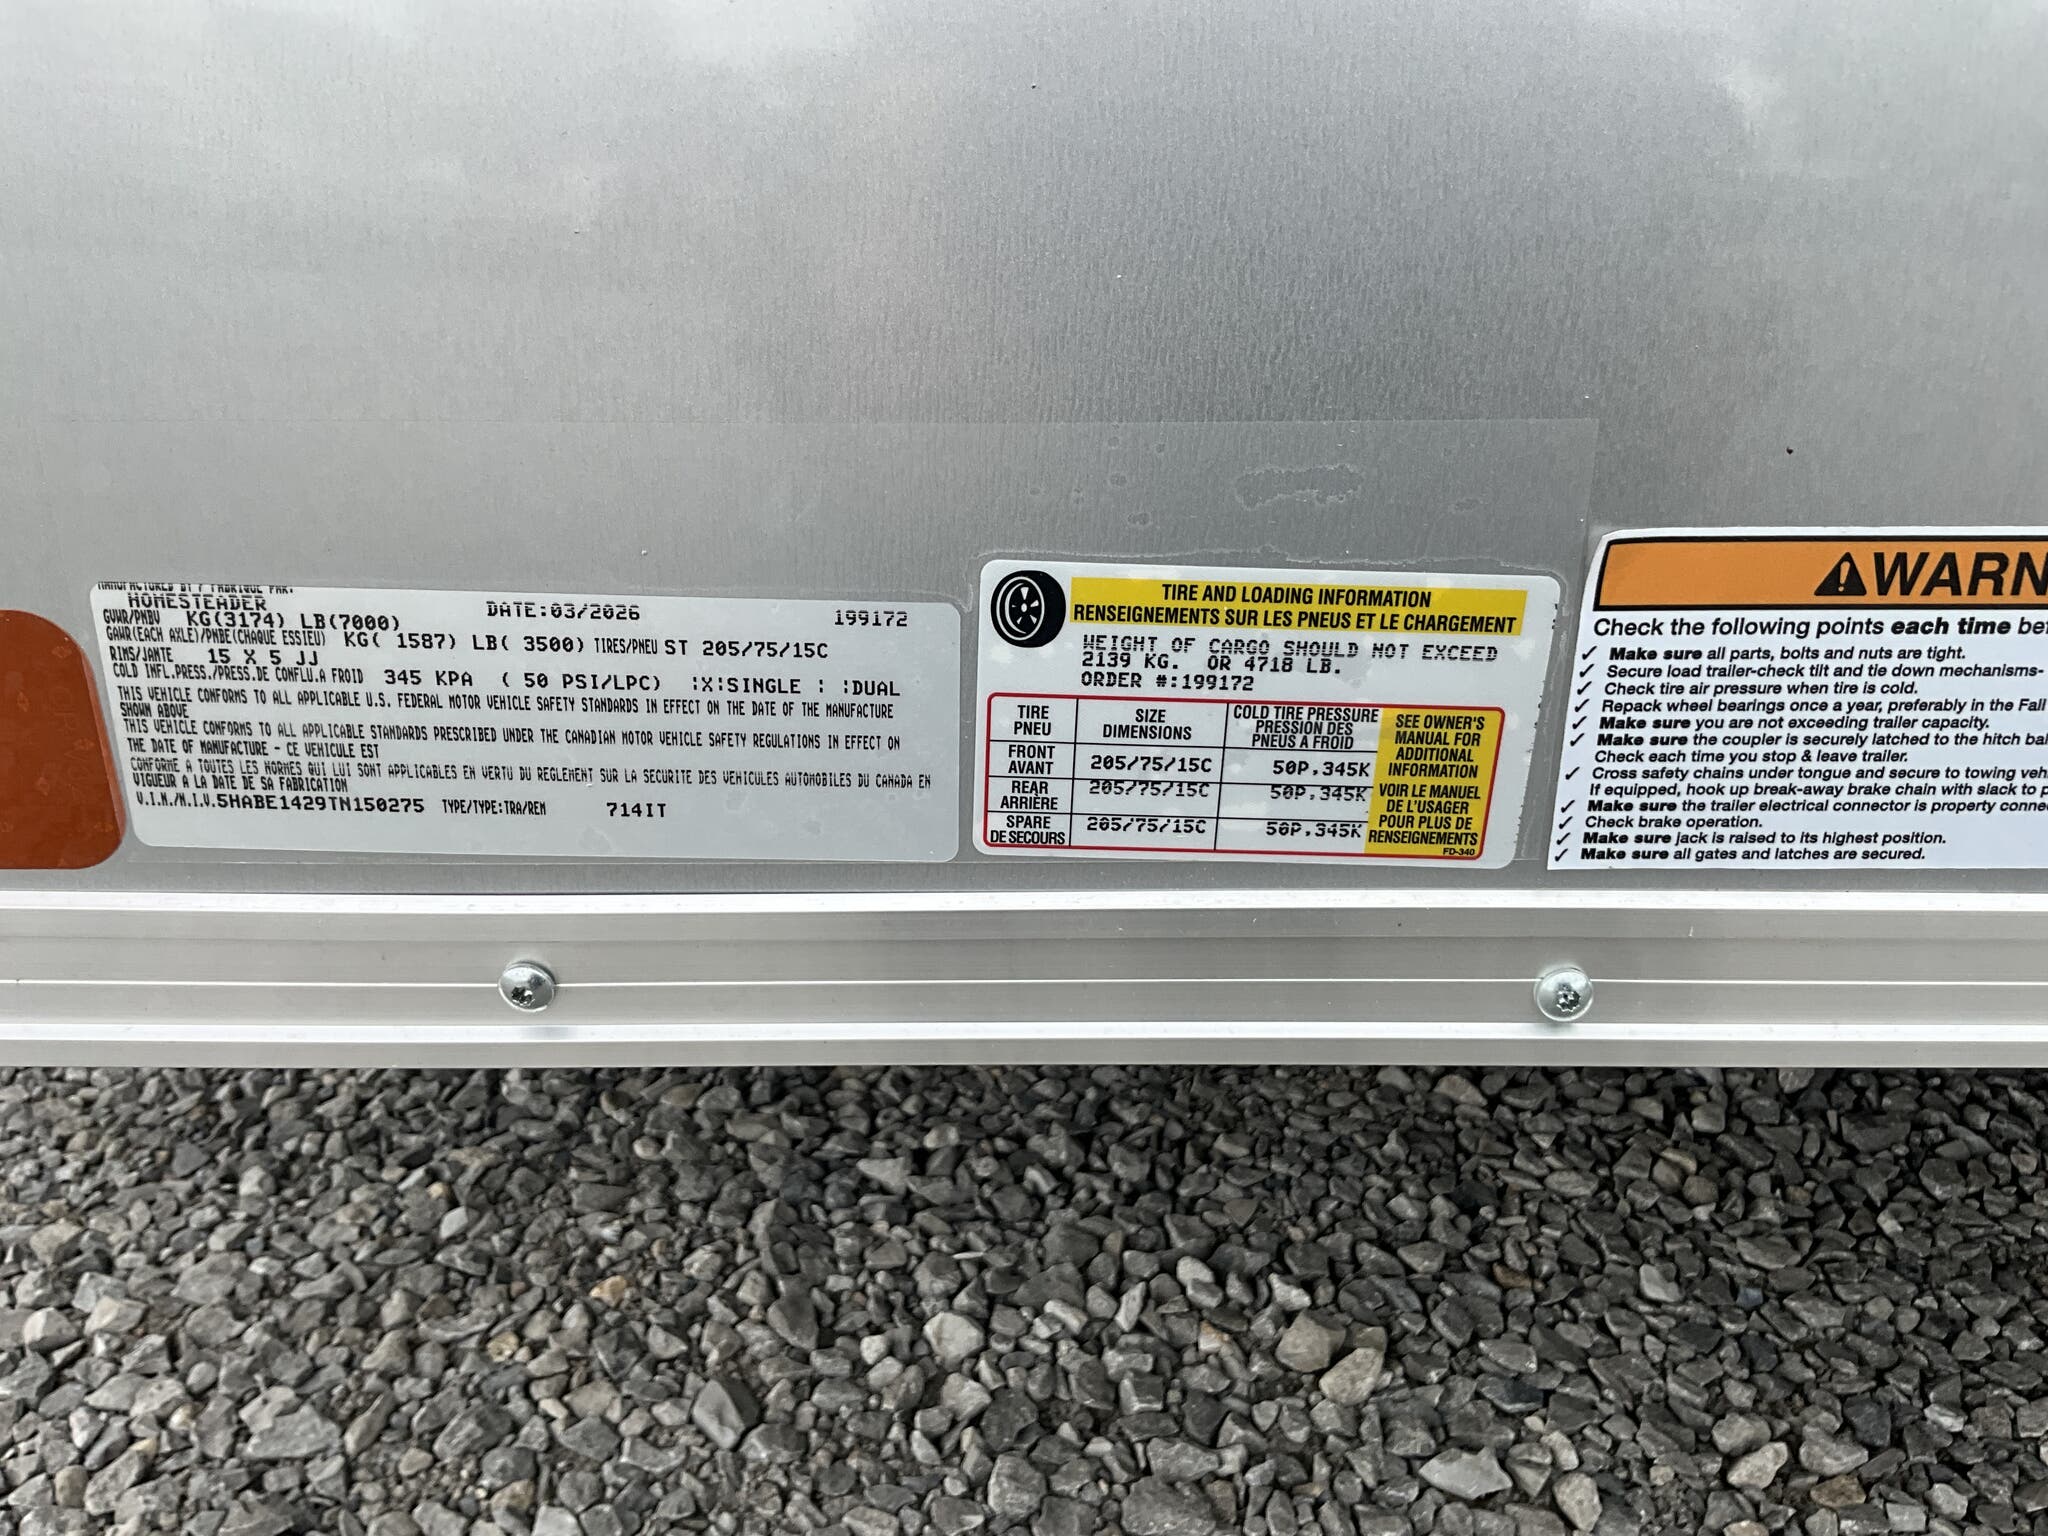 MANUFACTURED BY / FABRIQUE PAR:
HOMESTEADER DATE:03/2026 199172
GVWR/PNBV KG(3174) LB(7000)
GAWR(EACH AXLE)/PNBE(CHAQUE ESSIEU) KG( 1587) LB( 3500) TIRES/PNEU ST 205/75/15C
RIMS/JANTE 15 X 5 JJ
COLD INFL.PRESS./PRESS.DE CONFLU.A FROID 345 KPA ( 50 PSI/LPC) :X:SINGLE : :DUAL
THIS VEHICLE CONFORMS TO ALL APPLICABLE U.S. FEDERAL MOTOR VEHICLE SAFETY STANDARDS IN EFFECT ON THE DATE OF THE MANUFACTURE
SHOWN ABOVE
THIS VEHICLE CONFORMS TO ALL APPLICABLE STANDARDS PRESCRIBED UNDER THE CANADIAN MOTOR VEHICLE SAFETY REGULATIONS IN EFFECT ON
THE DATE OF MANUFACTURE - CE VEHICULE EST
CONFORME A TOUTES LES NORMES QUI LUI SONT APPLICABLES EN VERTU DU REGLEMENT SUR LA SECURITE DES VEHICULES AUTOMOBILES DU CANADA EN
VIGUEUR A LA DATE DE SA FABRICATION
V.I.N./N.I.V.5HABE1429TN150275 TYPE/TYPE:TRA/REM 714IT
TIRE AND LOADING INFORMATION
RENSEIGNEMENTS SUR LES PNEUS ET LE CHARGEMENT
WEIGHT OF CARGO SHOULD NOT EXCEED
2139 KG. OR 4718 LB.
ORDER #:199172
TIRE
PNEU
SIZE
DIMENSIONS
COLD TIRE PRESSURE
PRESSION DES
PNEUS A FROID
FRONT
AVANT
205/75/15C
50P,345K
REAR
ARRIÈRE
205/75/15C
50P,345K
SPARE
DE SECOURS
205/75/15C
50P,345K
SEE OWNER'S
MANUAL FOR
ADDITIONAL
INFORMATION
VOIR LE MANUEL
DE L'USAGER
POUR PLUS DE
RENSEIGNEMENTS
FD-340
WARN
Check the following points each time be
✓ Make sure all parts, bolts and nuts are tight.
✓ Secure load trailer-check tilt and tie down mechanisms-
✓ Check tire air pressure when tire is cold.
✓ Repack wheel bearings once a year, preferably in the Fall
✓ Make sure you are not exceeding trailer capacity.
✓ Make sure the coupler is securely latched to the hitch bal
Check each time you stop & leave trailer.
✓ Cross safety chains under tongue and secure to towing veh
If equipped, hook up break-away brake chain with slack to p
✓ Make sure the trailer electrical connector is property conne
✓ Check brake operation.
✓ Make sure jack is raised to its highest position.
✓ Make sure all gates and latches are secured.